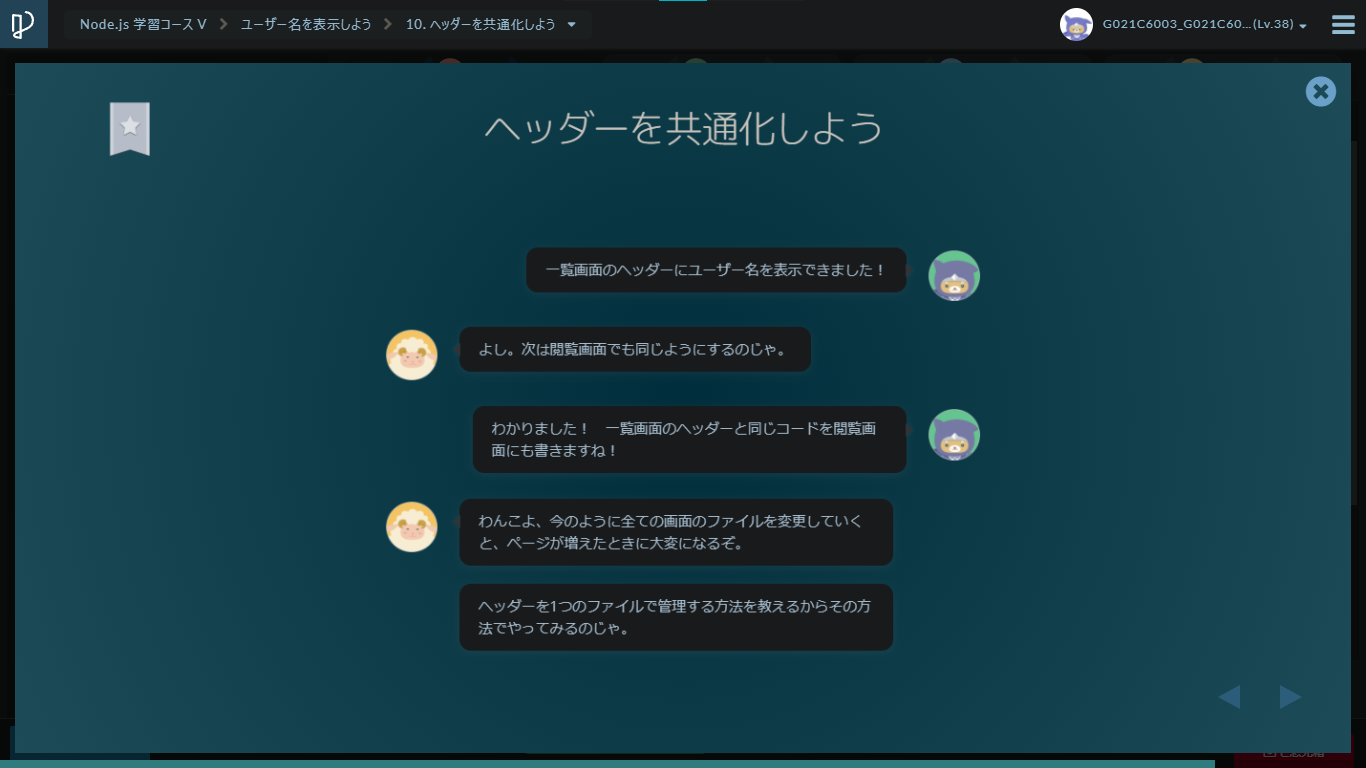 Node.js 学習コース V
ユーザー名を表示しよう
10. ヘッダーを共通化しよう
G021C6003_G021C60...(Lv.38)
ヘッダーを共通化しよう
一覧画面のヘッダーにユーザー名を表示できました！
よし。次は閲覧画面でも同じようにするのじゃ。
わかりました！　一覧画面のヘッダーと同じコードを閲覧画
面にも書きますね！
わんこよ、今のように全ての画面のファイルを変更していく
と、ページが増えたときに大変になるぞ。
ヘッダーを1つのファイルで管理する方法を教えるからその方
法でやってみるのじゃ。